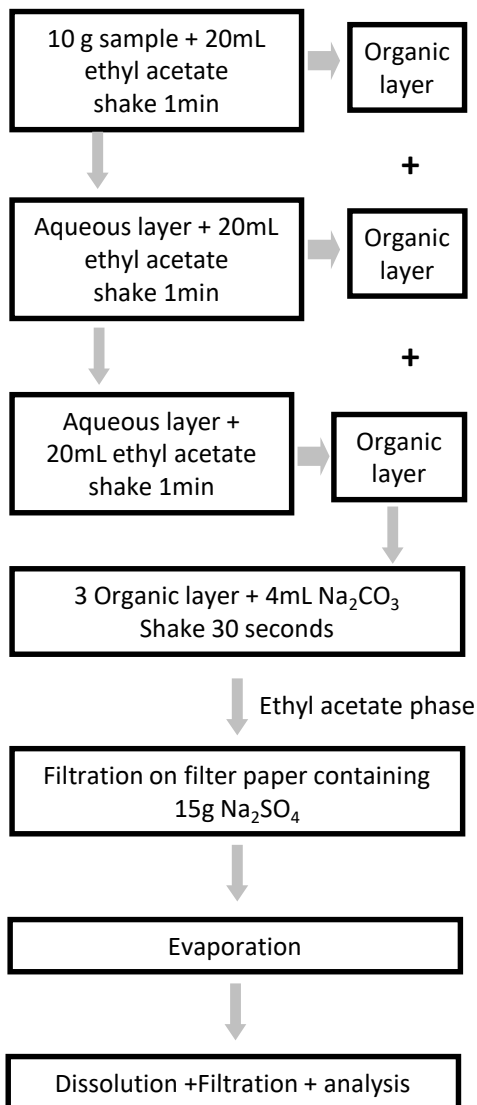 10 g sample + 20mL
ethyl acetate
shake 1min
Organic
layer
+
Aqueous layer + 20mL
ethyl acetate
shake 1min
Organic
layer
+
Aqueous layer +
20mL ethyl acetate
shake 1min
Organic
layer
3 Organic layer + 4mL Na₂CO₃
Shake 30 seconds
Ethyl acetate phase
Filtration on filter paper containing
15g Na₂SO₄
Evaporation
Dissolution +Filtration + analysis